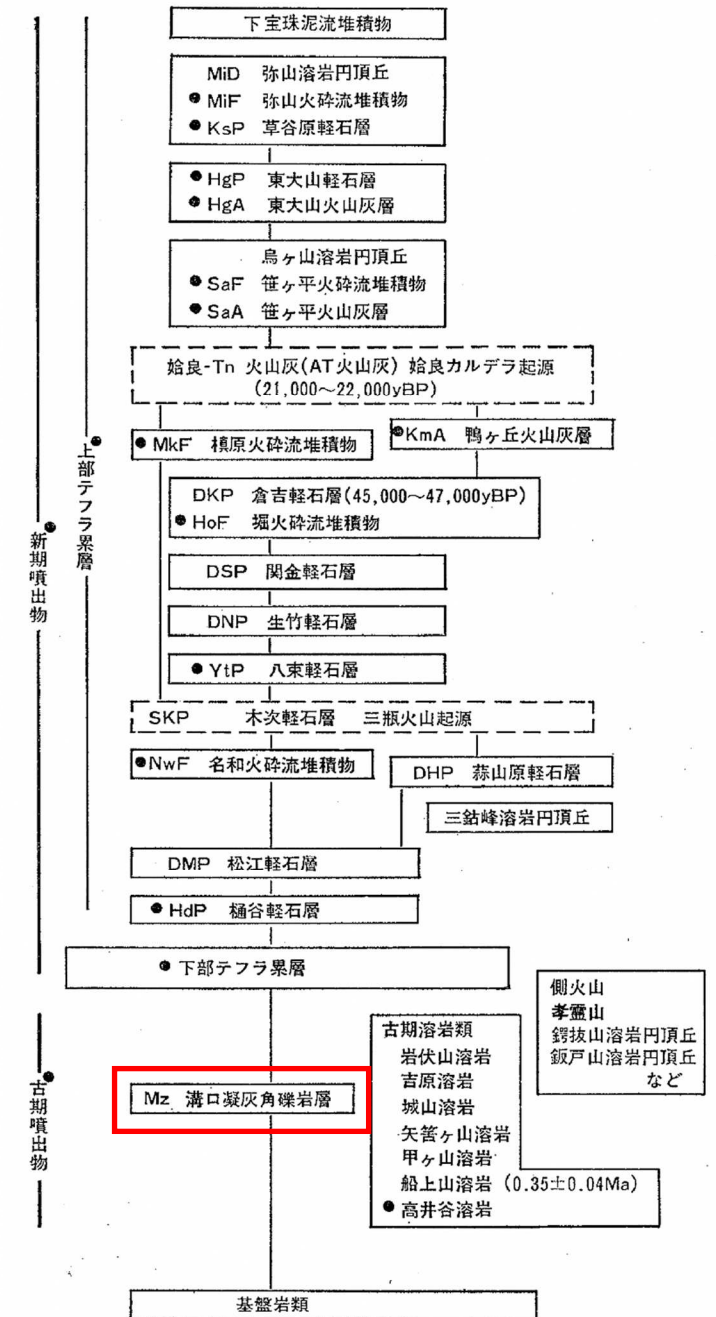 下宝珠泥流堆積物
MiD 弥山溶岩円頂丘
●MiF 弥山火砕流堆積物
●KsP 草谷原軽石層
●HgP 東大山軽石層
●HgA 東大山火山灰層
烏ヶ山溶岩円頂丘
●SaF 笹ヶ平火砕流堆積物
●SaA 笹ヶ平火山灰層
姶良-Tn 火山灰(AT火山灰) 姶良カルデラ起源
(21,000～22,000yBP)
●MkF 槙原火砕流堆積物
●KmA 鴨ヶ丘火山灰層
DKP 倉吉軽石層(45,000～47,000yBP)
●HoF 堀火砕流堆積物
DSP 関金軽石層
DNP 生竹軽石層
●YtP 八束軽石層
SKP 木次軽石層 三瓶火山起源
●NwF 名和火砕流堆積物
DHP 蒜山原軽石層
三鈷峰溶岩円頂丘
DMP 松江軽石層
●HdP 樋谷軽石層
●下部テフラ累層
●上部テフラ累層
●新期噴出物
側火山
孝霊山
鍔抜山溶岩円頂丘
鈑戸山溶岩円頂丘
など
古期溶岩類
岩伏山溶岩
吉原溶岩
城山溶岩
矢筈ヶ山溶岩
甲ヶ山溶岩
船上山溶岩 (0.35±0.04Ma)
●高井谷溶岩
Mz 溝口凝灰角礫岩層
●古期噴出物
基盤岩類